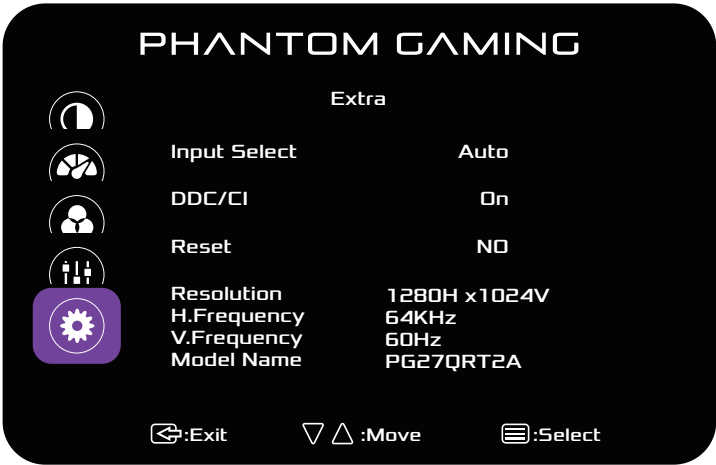 PHANTOM GAMING
Extra
Input Select Auto
DDC/CI On
Reset NO
Resolution 1280H x1024V
H.Frequency 64KHz
V.Frequency 60Hz
Model Name PG27QRT2A
:Exit :Move :Select